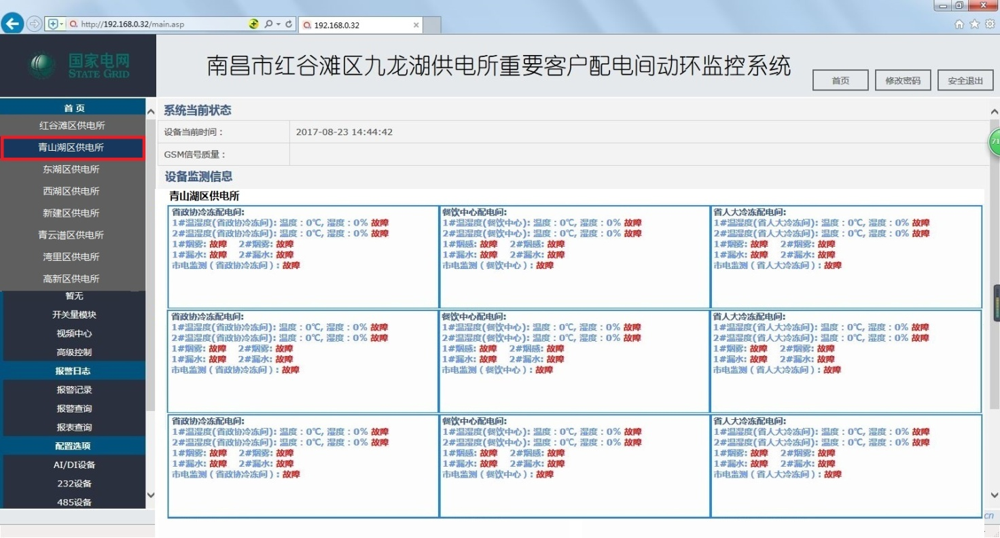 http://192.168.0.32/main.asp
192.168.0.32
国家电网
STATE GRID
南昌市红谷滩区九龙湖供电所重要客户配电间动环监控系统
首页 修改密码 安全退出
首 页
红谷滩区供电所
青山湖区供电所
东湖区供电所
西湖区供电所
新建区供电所
青云谱区供电所
湾里区供电所
高新区供电所
暂无
开关量模块
视频中心
高级控制
报警日志
报警记录
报警查询
报表查询
配置选项
AI/DI设备
232设备
485设备
系统当前状态
设备当前时间： 2017-08-23 14:44:42
GSM信号质量：
71
设备监测信息
青山湖区供电所
省政协冷冻配电间:
1#温湿度(省政协冷冻间): 温度：0℃, 湿度：0% 故障
2#温湿度(省政协冷冻间): 温度：0℃, 湿度：0% 故障
1#烟雾: 故障 2#烟雾: 故障
1#漏水: 故障 2#漏水: 故障
市电监测（省政协冷冻间）: 故障
餐饮中心配电间:
1#温湿度(餐饮中心): 温度：0℃, 湿度：0% 故障
2#温湿度(餐饮中心): 温度：0℃, 湿度：0% 故障
1#烟感: 故障 2#烟感: 故障
1#漏水: 故障 2#漏水: 故障
市电监测（餐饮中心）: 故障
省人大冷冻配电间:
1#温湿度(省人大冷冻间): 温度：0℃, 湿度：0% 故障
2#温湿度(省人大冷冻间): 温度：0℃, 湿度：0% 故障
1#烟雾: 故障 2#烟雾: 故障
1#漏水: 故障 2#漏水: 故障
市电监测（省人大冷冻间）: 故障
省政协冷冻配电间:
1#温湿度(省政协冷冻间): 温度：0℃, 湿度：0% 故障
2#温湿度(省政协冷冻间): 温度：0℃, 湿度：0% 故障
1#烟雾: 故障 2#烟雾: 故障
1#漏水: 故障 2#漏水: 故障
市电监测（省政协冷冻间）: 故障
餐饮中心配电间:
1#温湿度(餐饮中心): 温度：0℃, 湿度：0% 故障
2#温湿度(餐饮中心): 温度：0℃, 湿度：0% 故障
1#烟感: 故障 2#烟感: 故障
1#漏水: 故障 2#漏水: 故障
市电监测（餐饮中心）: 故障
省人大冷冻配电间:
1#温湿度(省人大冷冻间): 温度：0℃, 湿度：0% 故障
2#温湿度(省人大冷冻间): 温度：0℃, 湿度：0% 故障
1#烟雾: 故障 2#烟雾: 故障
1#漏水: 故障 2#漏水: 故障
市电监测（省人大冷冻间）: 故障
省政协冷冻配电间:
1#温湿度(省政协冷冻间): 温度：0℃, 湿度：0% 故障
2#温湿度(省政协冷冻间): 温度：0℃, 湿度：0% 故障
1#烟雾: 故障 2#烟雾: 故障
1#漏水: 故障 2#漏水: 故障
市电监测（省政协冷冻间）: 故障
餐饮中心配电间:
1#温湿度(餐饮中心): 温度：0℃, 湿度：0% 故障
2#温湿度(餐饮中心): 温度：0℃, 湿度：0% 故障
1#烟感: 故障 2#烟感: 故障
1#漏水: 故障 2#漏水: 故障
市电监测（餐饮中心）: 故障
省人大冷冻配电间:
1#温湿度(省人大冷冻间): 温度：0℃, 湿度：0% 故障
2#温湿度(省人大冷冻间): 温度：0℃, 湿度：0% 故障
1#烟雾: 故障 2#烟雾: 故障
1#漏水: 故障 2#漏水: 故障
市电监测（省人大冷冻间）: 故障
cn